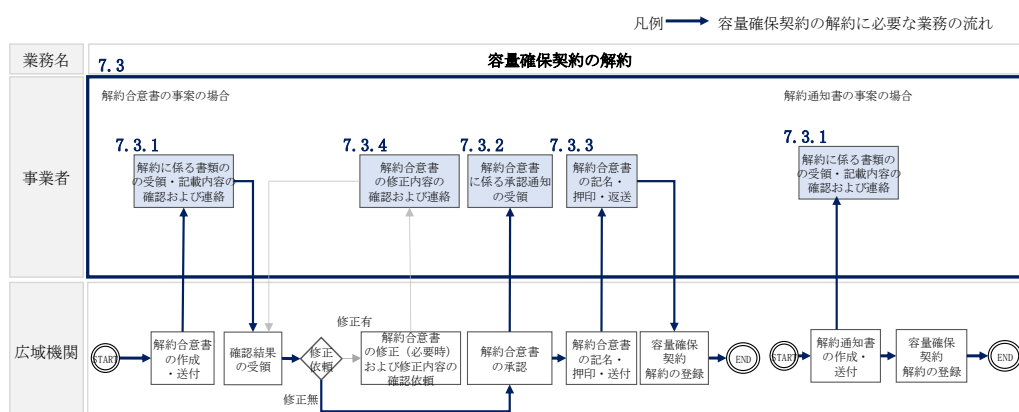 凡例 容量確保契約の解約に必要な業務の流れ
業務名
7.3
容量確保契約の解約
事業者
解約合意書の事案の場合
解約通知書の事案の場合
7.3.1
解約に係る書類の
の受領・記載内容の
確認および連絡
7.3.4
解約合意書
の修正内容の
確認および連絡
7.3.2
解約合意書
に係る承認通知
の受領
7.3.3
解約合意書
の記名・
押印・返送
7.3.1
解約に係る書類の
の受領・記載内容の
確認および連絡
広域機関
START
解約合意書
の作成
・送付
確認結果
の受領
修正
依頼
修正有
修正無
解約合意書
の修正（必要時）
および修正内容の
確認依頼
解約合意書
の承認
解約合意書
の記名・
押印・送付
容量確保
契約
解約の登録
END
START
解約通知書
の作成・
送付
容量確保
契約
解約の登録
END